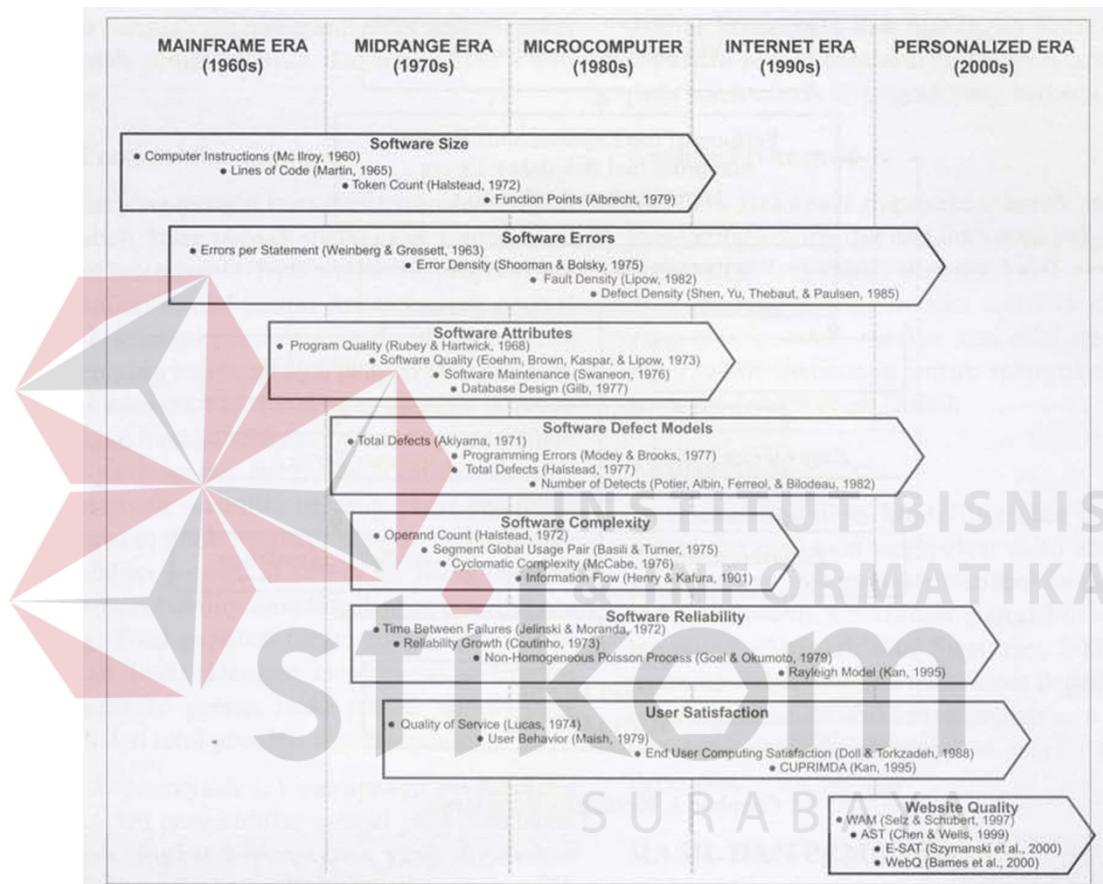 MAINFRAME ERA MIDRANGE ERA MICROCOMPUTER INTERNET ERA PERSONALIZED ERA
(1960s) (1970s) (1980s) (1990s) (2000s)
Software Size
• Computer Instructions (Mc Ilroy, 1960)
• Lines of Code (Martin, 1965)
• Token Count (Halstead, 1972)
• Function Points (Albrecht, 1979)
Software Errors
• Errors per Statement (Weinberg & Gressett, 1963)
• Error Density (Shooman & Bolsky, 1975)
• Fault Density (Lipow, 1982)
• Defect Density (Shen, Yu, Thebaut, & Paulsen, 1985)
Software Attributes
• Program Quality (Rubey & Hartwick, 1968)
• Software Quality (Eoehm, Brown, Kaspar, & Lipow, 1973)
• Software Maintenance (Swaneon, 1976)
• Database Design (Gilb, 1977)
Software Defect Models
• Total Defects (Akiyama, 1971)
• Programming Errors (Modey & Brooks, 1977)
• Total Defects (Halstead, 1977)
• Number of Defects (Potier, Albin, Ferreol, & Bilodeau, 1982)
Software Complexity
• Operand Count (Halstead, 1972)
• Segment Global Usage Pair (Basili & Turner, 1975)
• Cyclomatic Complexity (McCabe, 1976)
• Information Flow (Henry & Kafura, 1901)
Software Reliability
• Time Between Failures (Jelinski & Moranda, 1972)
• Reliability Growth (Coutinho, 1973)
• Non-Homogeneous Poisson Process (Goel & Okumoto, 1979)
• Rayleigh Model (Kan, 1995)
User Satisfaction
• Quality of Service (Lucas, 1974)
• User Behavior (Maish, 1979)
• End User Computing Satisfaction (Doll & Torkzadeh, 1988)
• CUPRIMDA (Kan, 1995)
Website Quality
• WAM (Selz & Schubert, 1997)
• AST (Chen & Wells, 1999)
• E-SAT (Szymanski et al., 2000)
• WebQ (Barnes et al., 2000)
INSTITUT BISNIS
& INFORMATIKA
stikom
SURABAYA